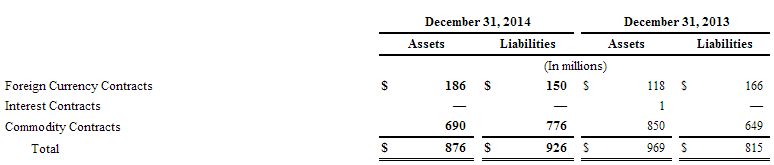 December 31, 2014 December 31, 2013
Assets Liabilities Assets Liabilities
(In millions)
Foreign Currency Contracts $ 186 $ 150 $ 118 $ 166
Interest Contracts — — 1 —
Commodity Contracts 690 776 850 649
Total $ 876 $ 926 $ 969 $ 815